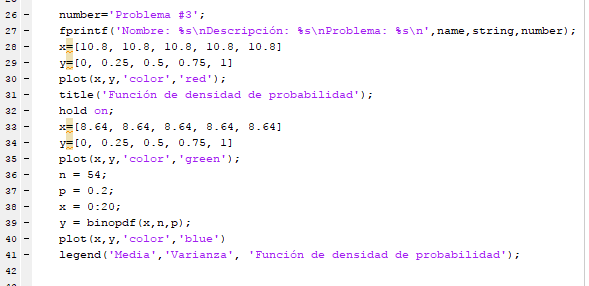 26 - number='Problema #3';
27 - fprintf('Nombre: %s\nDescripción: %s\nProblema: %s\n',name,string,number);
28 - x=[10.8, 10.8, 10.8, 10.8, 10.8]
29 - y=[0, 0.25, 0.5, 0.75, 1]
30 - plot(x,y,'color','red');
31 - title('Función de densidad de probabilidad');
32 - hold on;
33 - x=[8.64, 8.64, 8.64, 8.64, 8.64]
34 - y=[0, 0.25, 0.5, 0.75, 1]
35 - plot(x,y,'color','green');
36 - n = 54;
37 - p = 0.2;
38 - x = 0:20;
39 - y = binopdf(x,n,p);
40 - plot(x,y,'color','blue')
41 - legend('Media','Varianza', 'Función de densidad de probabilidad');
42